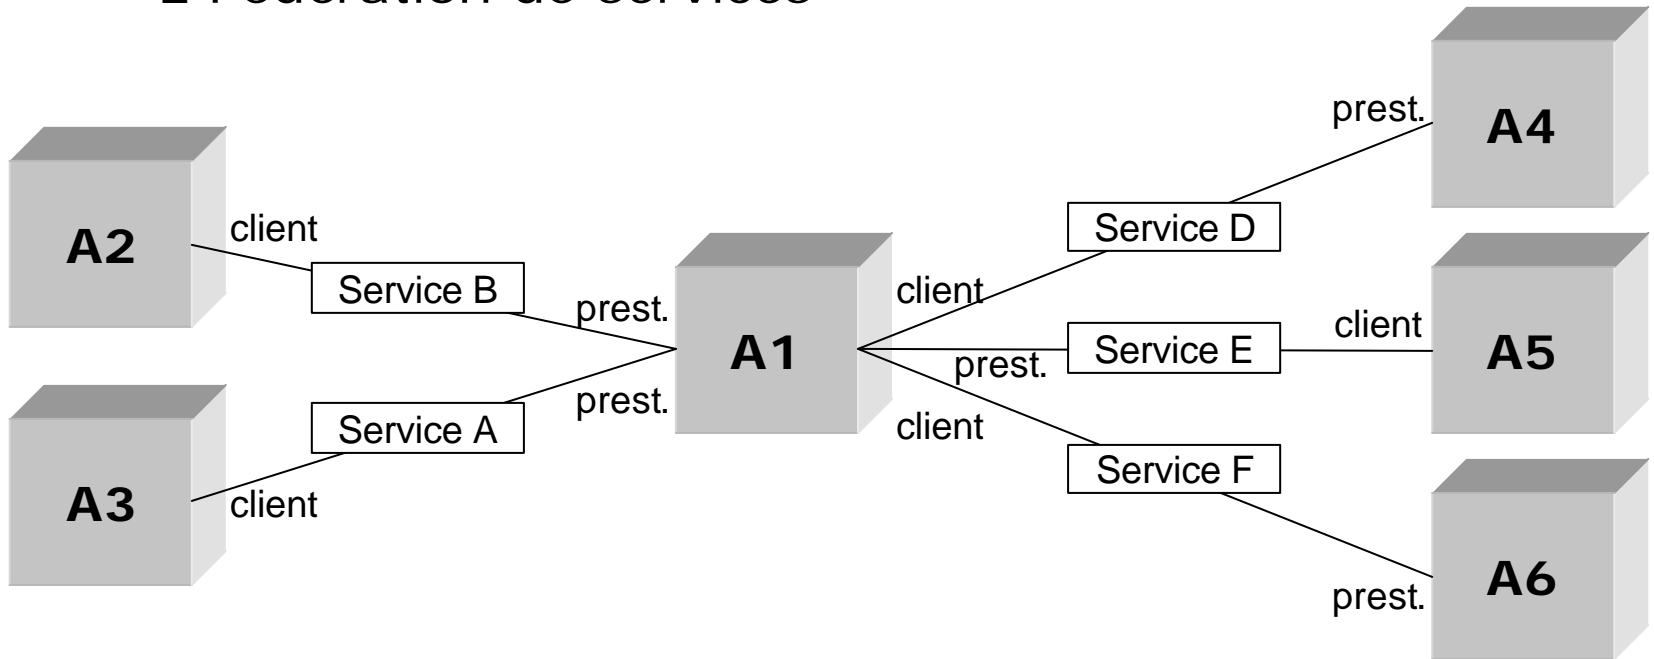 A4
prest.
A2
client
Service D
Service B
client
prest.
A1
Service E
client
A5
prest.
prest.
Service A
client
Service F
A3
client
A6
prest.